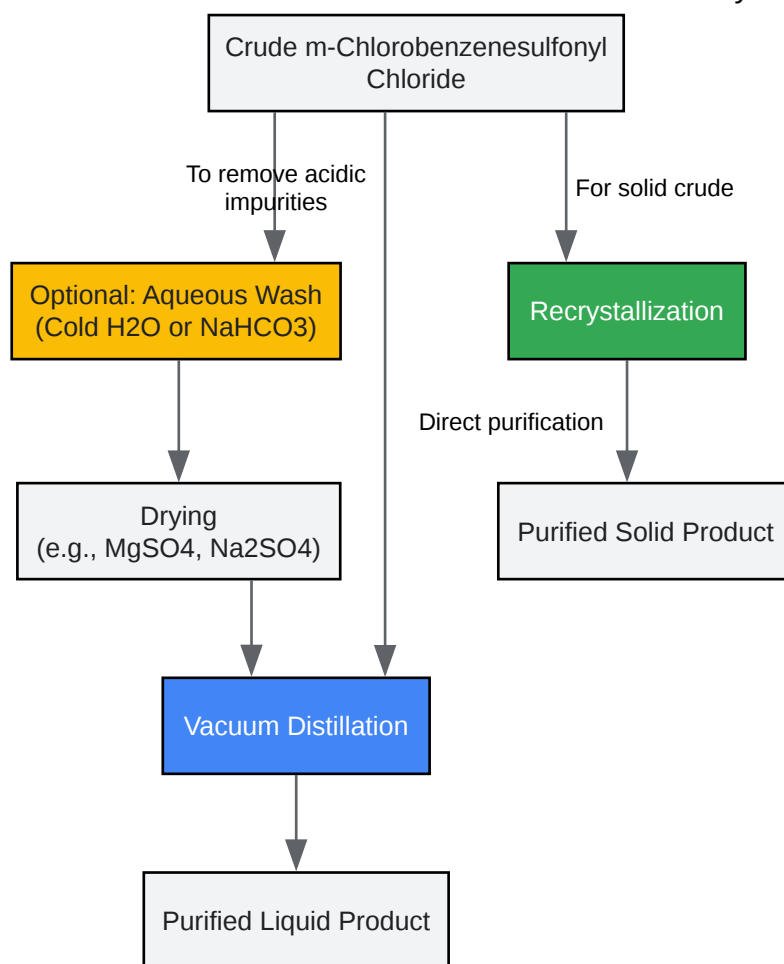 y
Crude m-Chlorobenzenesulfonyl
Chloride
To remove acidic
impurities
For solid crude
Optional: Aqueous Wash
(Cold H2O or NaHCO3)
Recrystallization
Direct purification
Drying
(e.g., MgSO4, Na2SO4)
Purified Solid Product
Vacuum Distillation
Purified Liquid Product